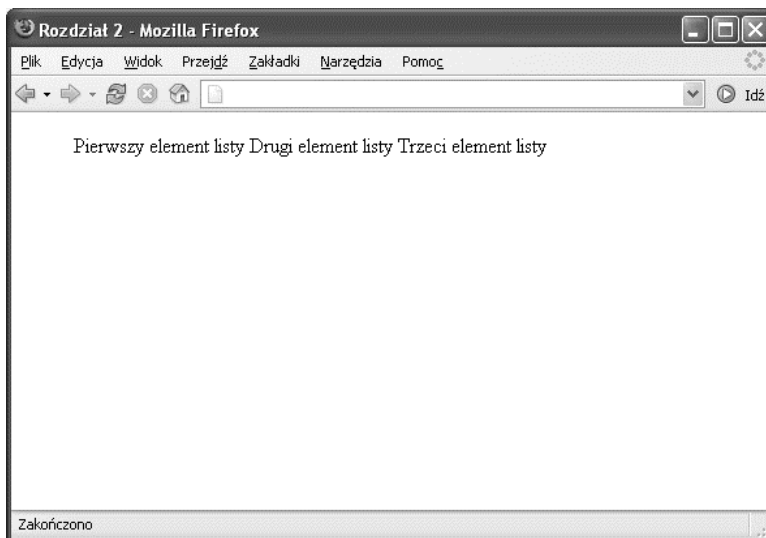 Rozdział 2 - Mozilla Firefox
Plik Edycja Widok Przejdź Zakładki Narzędzia Pomoc
Idź
Pierwszy element listy Drugi element listy Trzeci element listy
Zakończono